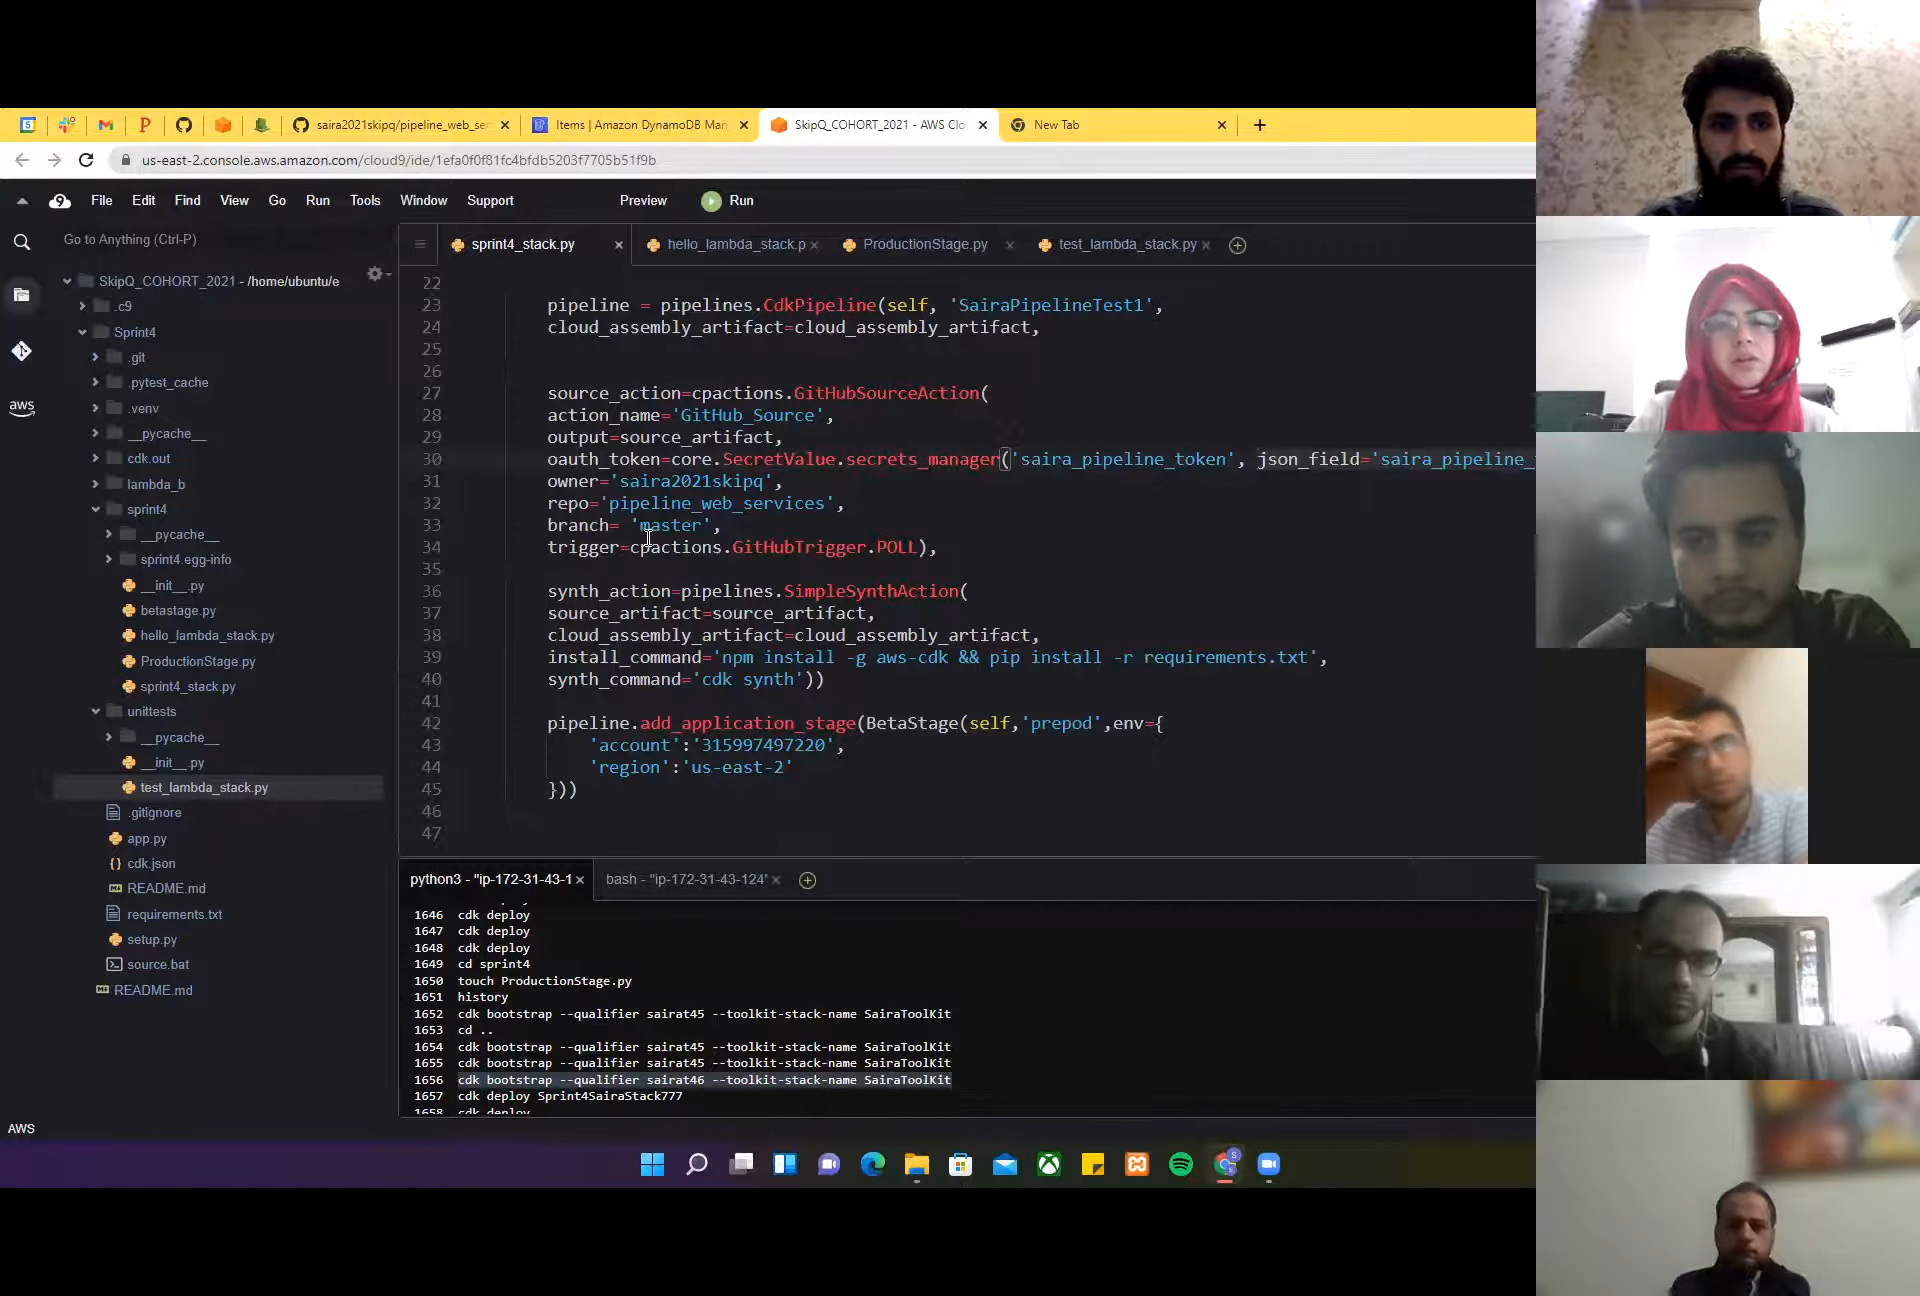 saira2021skipq/pipeline_web_ser
Items | Amazon DynamoDB Man
SkipQ_COHORT_2021 - AWS Clo
New Tab
us-east-2.console.aws.amazon.com/cloud9/ide/1efa0f0f81fc4bfdb5203f7705b51f9b
File Edit Find View Go Run Tools Window Support Preview Run
Go to Anything (Ctrl-P)
sprint4_stack.py
hello_lambda_stack.p
ProductionStage.py
test_lambda_stack.py
SkipQ_COHORT_2021 - /home/ubuntu/e
.c9
Sprint4
.git
.pytest_cache
.venv
__pycache__
cdk.out
lambda_b
sprint4
__pycache__
sprint4.egg-info
__init__.py
betastage.py
hello_lambda_stack.py
ProductionStage.py
sprint4_stack.py
unittests
__pycache__
__init__.py
test_lambda_stack.py
.gitignore
app.py
cdk.json
README.md
requirements.txt
setup.py
source.bat
README.md
aws
AWS
22
23 pipeline = pipelines.CdkPipeline(self, 'SairaPipelineTest1',
24 cloud_assembly_artifact=cloud_assembly_artifact,
25
26
27 source_action=cpactions.GitHubSourceAction(
28 action_name='GitHub_Source',
29 output=source_artifact,
30 oauth_token=core.SecretValue.secrets_manager('saira_pipeline_token', json_field='saira_pipeline_
31 owner='saira2021skipq',
32 repo='pipeline_web_services',
33 branch= 'master',
34 trigger=cpactions.GitHubTrigger.POLL),
35
36 synth_action=pipelines.SimpleSynthAction(
37 source_artifact=source_artifact,
38 cloud_assembly_artifact=cloud_assembly_artifact,
39 install_command='npm install -g aws-cdk && pip install -r requirements.txt',
40 synth_command='cdk synth'))
41
42 pipeline.add_application_stage(BetaStage(self,'prepod',env={
43 'account':'315997497220',
44 'region':'us-east-2'
45 }))
46
47
python3 - "ip-172-31-43-1
bash - "ip-172-31-43-124"
1646 cdk deploy
1647 cdk deploy
1648 cdk deploy
1649 cd sprint4
1650 touch ProductionStage.py
1651 history
1652 cdk bootstrap --qualifier sairat45 --toolkit-stack-name SairaToolKit
1653 cd ..
1654 cdk bootstrap --qualifier sairat45 --toolkit-stack-name SairaToolKit
1655 cdk bootstrap --qualifier sairat45 --toolkit-stack-name SairaToolKit
1656 cdk bootstrap --qualifier sairat46 --toolkit-stack-name SairaToolKit
1657 cdk deploy Sprint4SairaStack777
1658 cdk deploy